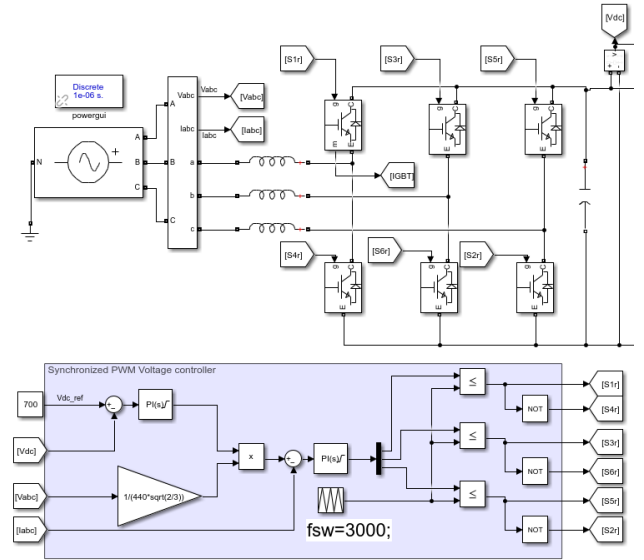 [Vdc]
[S1r]
[S3r]
[S5r]
v
+ -
Discrete
1e-06 s.
powergui
Vabc
Vabc
[Vabc]
Iabc
Iabc
[Iabc]
A
B
C
a
b
c
N
A
B
C
+
g
C
m
E
g
C
E
g
C
E
[IGBT]
[S4r]
[S6r]
[S2r]
g
C
E
g
C
E
g
C
E
+
+
+
+
Synchronized PWM Voltage controller
700
Vdc_ref
PI(s)
[Vdc]
x
PI(s)
[Vabc]
1/(440*sqrt(2/3))
[Iabc]
fsw=3000;
≤
≤
≤
NOT
NOT
NOT
[S1r]
[S4r]
[S3r]
[S6r]
[S5r]
[S2r]